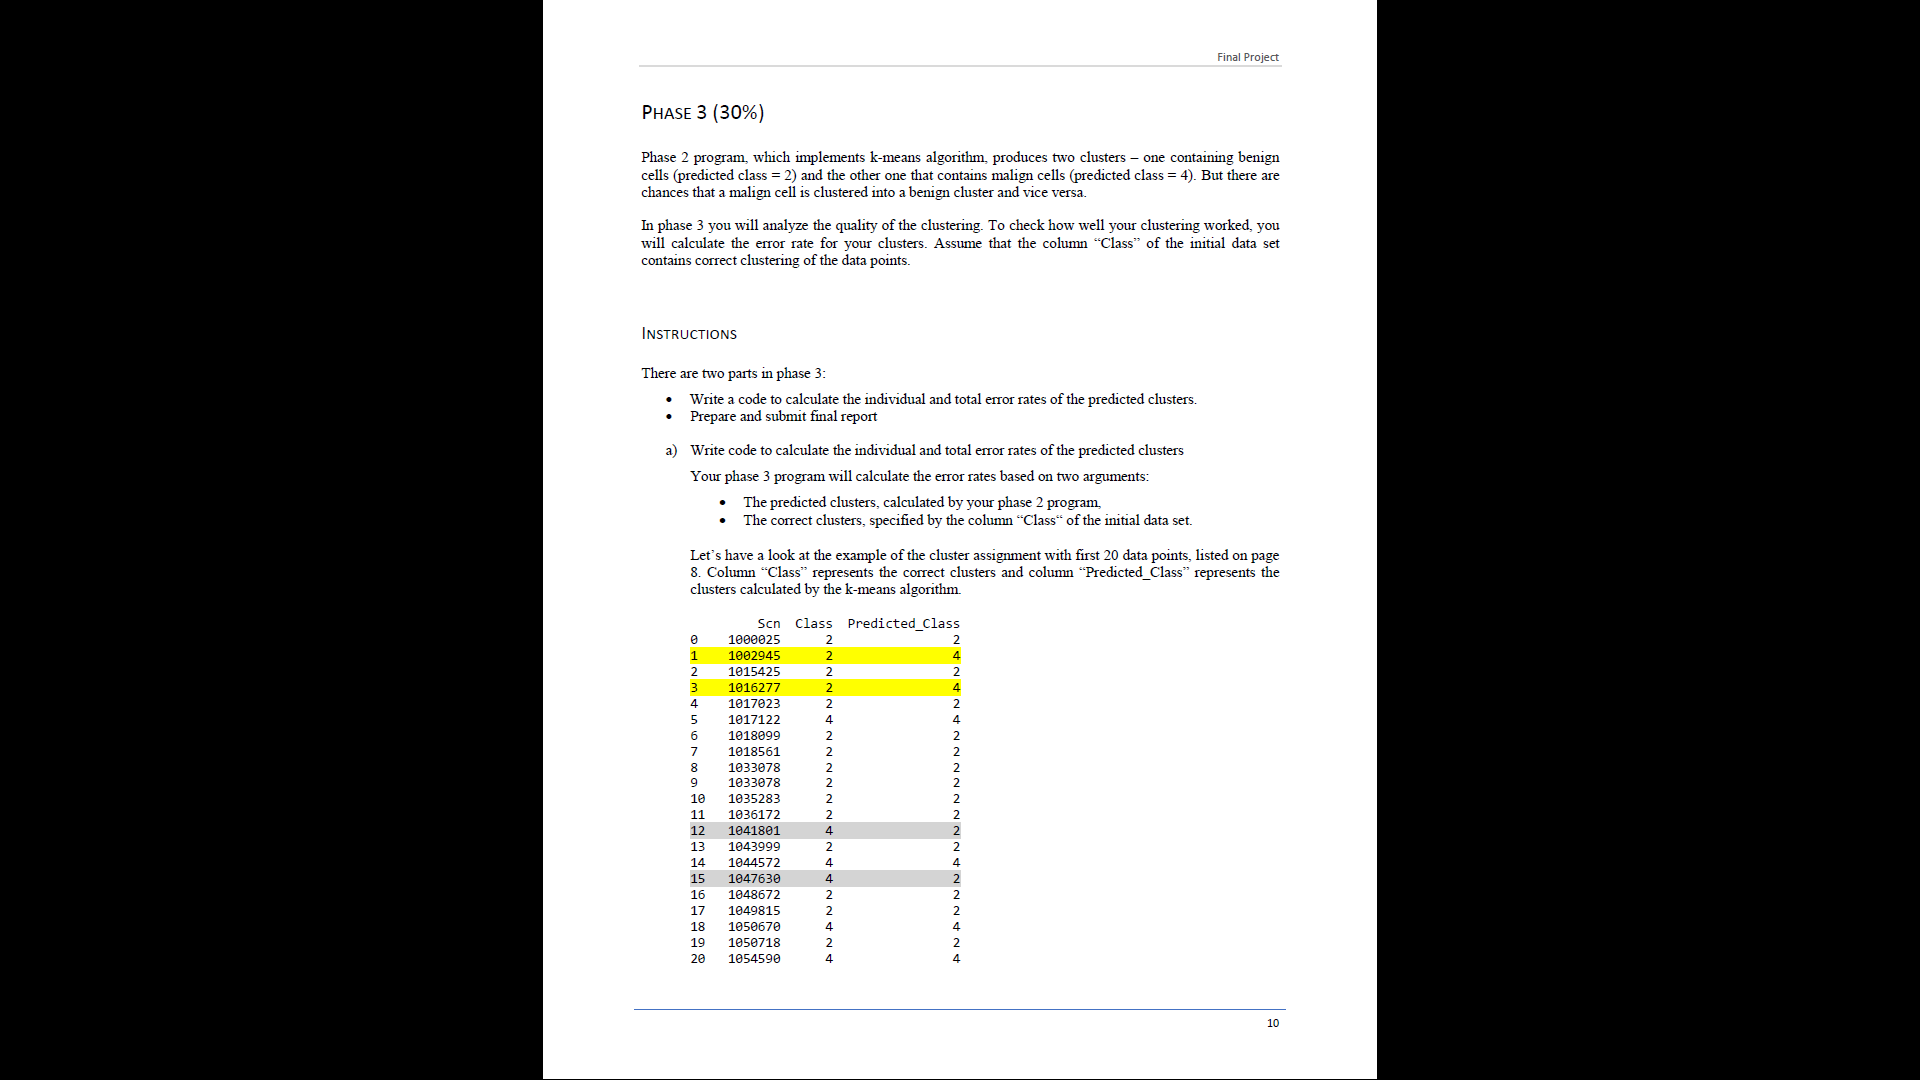 Final Project
PHASE 3 (30%)
Phase 2 program, which implements k-means algorithm, produces two clusters – one containing benign
cells (predicted class = 2) and the other one that contains malign cells (predicted class = 4). But there are
chances that a malign cell is clustered into a benign cluster and vice versa.
In phase 3 you will analyze the quality of the clustering. To check how well your clustering worked, you
will calculate the error rate for your clusters. Assume that the column “Class” of the initial data set
contains correct clustering of the data points.
INSTRUCTIONS
There are two parts in phase 3:
• Write a code to calculate the individual and total error rates of the predicted clusters.
• Prepare and submit final report
a) Write code to calculate the individual and total error rates of the predicted clusters
Your phase 3 program will calculate the error rates based on two arguments:
• The predicted clusters, calculated by your phase 2 program,
• The correct clusters, specified by the column “Class“ of the initial data set.
Let’s have a look at the example of the cluster assignment with first 20 data points, listed on page
8. Column “Class” represents the correct clusters and column “Predicted_Class” represents the
clusters calculated by the k-means algorithm.
Scn Class Predicted_Class
0 1000025 2 2
1 1002945 2 4
2 1015425 2 2
3 1016277 2 4
4 1017023 2 2
5 1017122 4 4
6 1018099 2 2
7 1018561 2 2
8 1033078 2 2
9 1033078 2 2
10 1035283 2 2
11 1036172 2 2
12 1041801 4 2
13 1043999 2 2
14 1044572 4 4
15 1047630 4 2
16 1048672 2 2
17 1049815 2 2
18 1050670 4 4
19 1050718 2 2
20 1054590 4 4
10